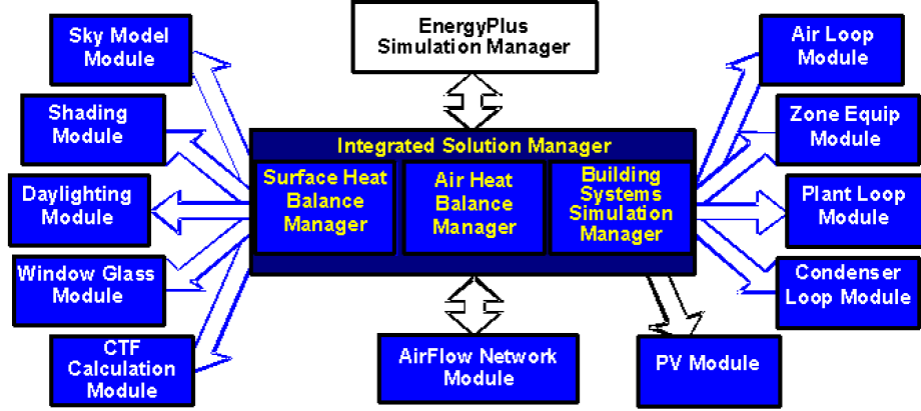 Sky Model
Module
Shading
Module
Daylighting
Module
Window Glass
Module
CTF
Calculation
Module
EnergyPlus
Simulation Manager
Integrated Solution Manager
Surface Heat
Balance
Manager
Air Heat
Balance
Manager
Building
Systems
Simulation
Manager
AirFlow Network
Module
PV Module
Air Loop
Module
Zone Equip
Module
Plant Loop
Module
Condenser
Loop Module